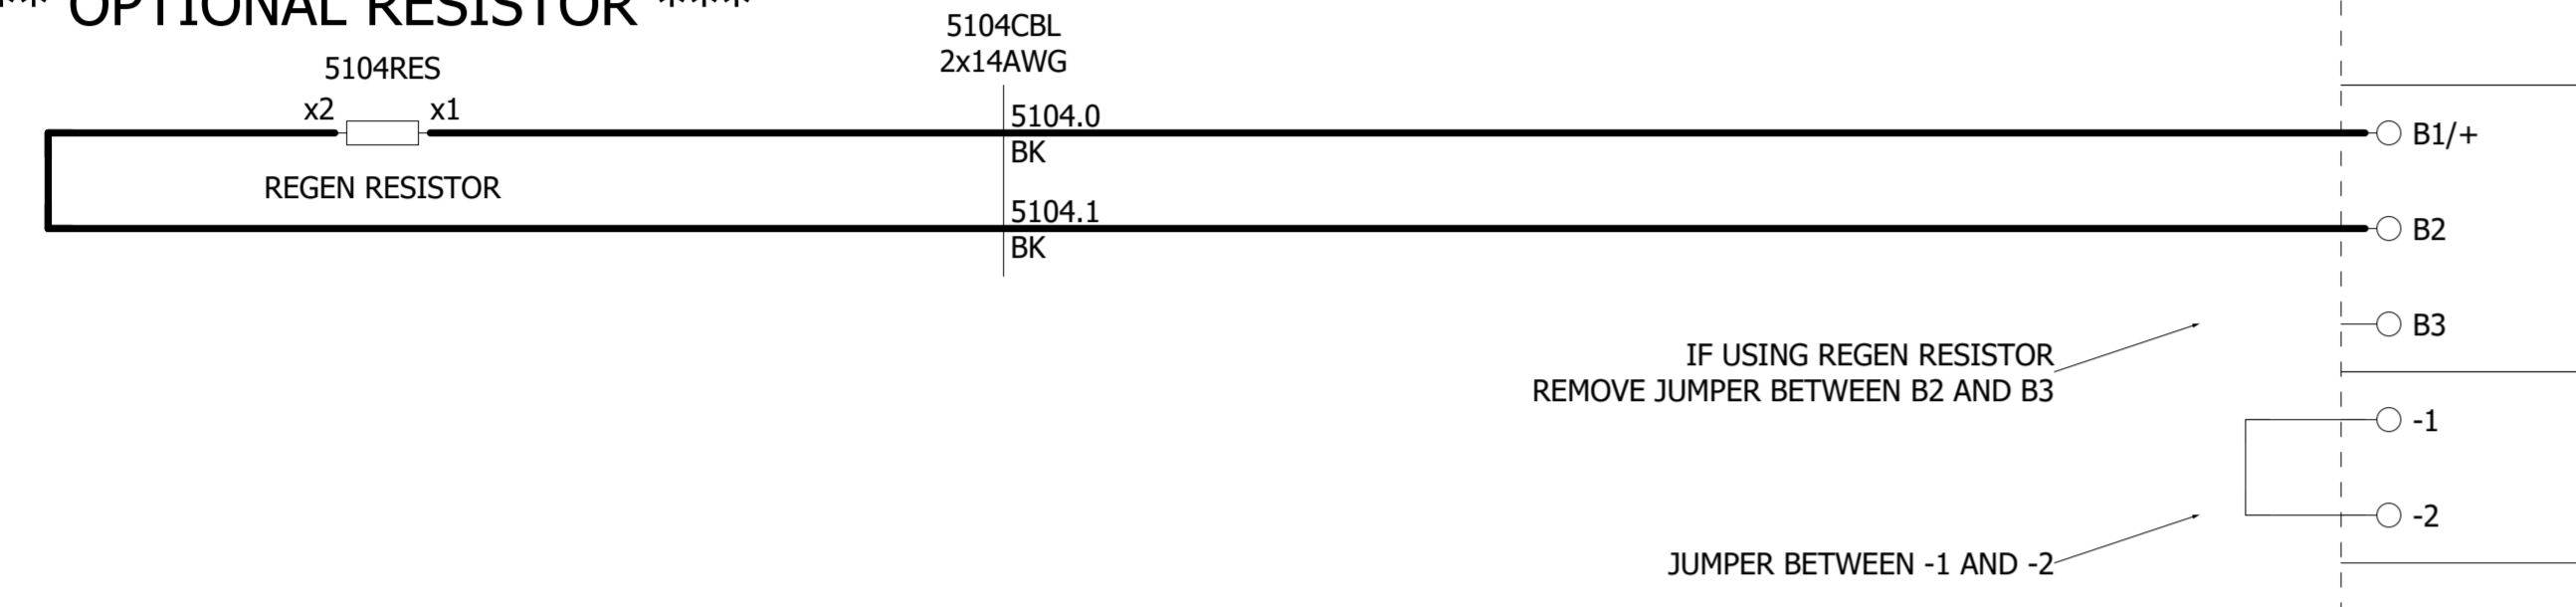 ** OPTIONAL RESISTOR ***
5104CBL
2x14AWG
5104RES
x2
x1
5104.0
BK
B1/+
REGEN RESISTOR
5104.1
BK
B2
B3
IF USING REGEN RESISTOR
REMOVE JUMPER BETWEEN B2 AND B3
-1
-2
JUMPER BETWEEN -1 AND -2